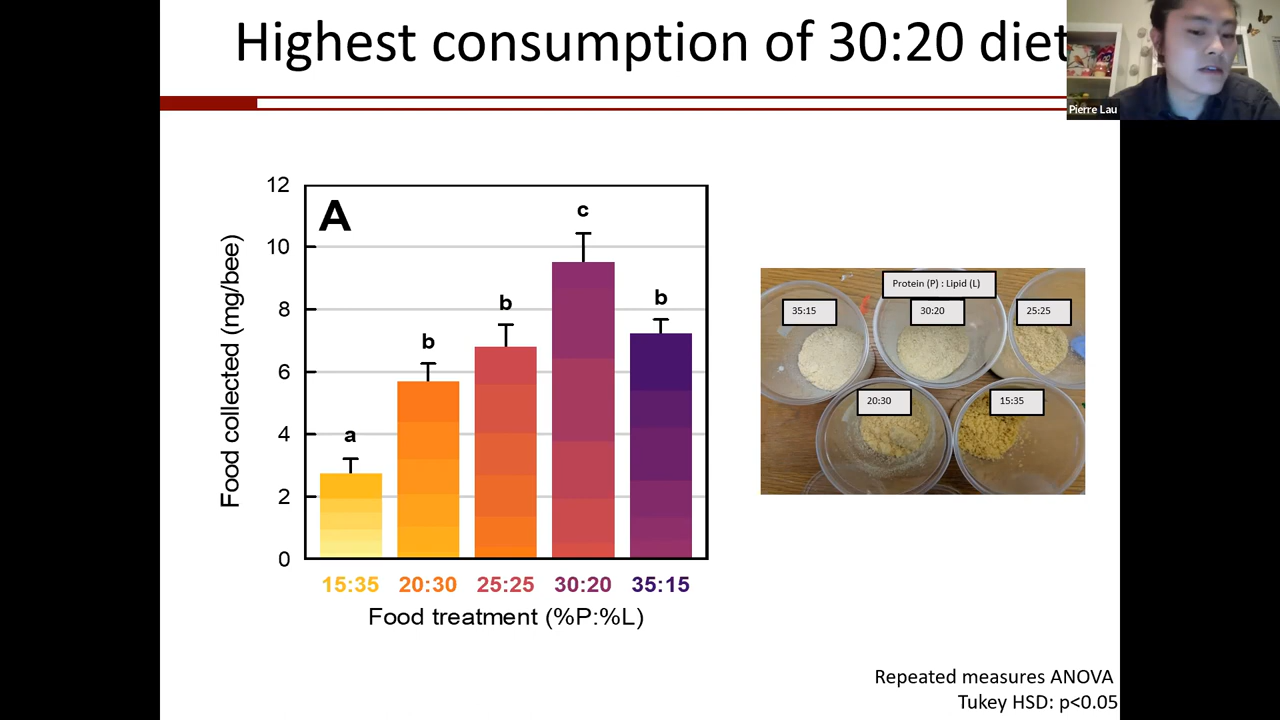 Highest consumption of 30:20 diet
Pierre Lau
A
12
10
8
6
4
2
0
a
b
b
c
b
Food collected (mg/bee)
15:35 20:30 25:25 30:20 35:15
Food treatment (%P:%L)
Protein (P) : Lipid (L)
35:15
30:20
25:25
20:30
15:35
Repeated measures ANOVA
Tukey HSD: p<0.05